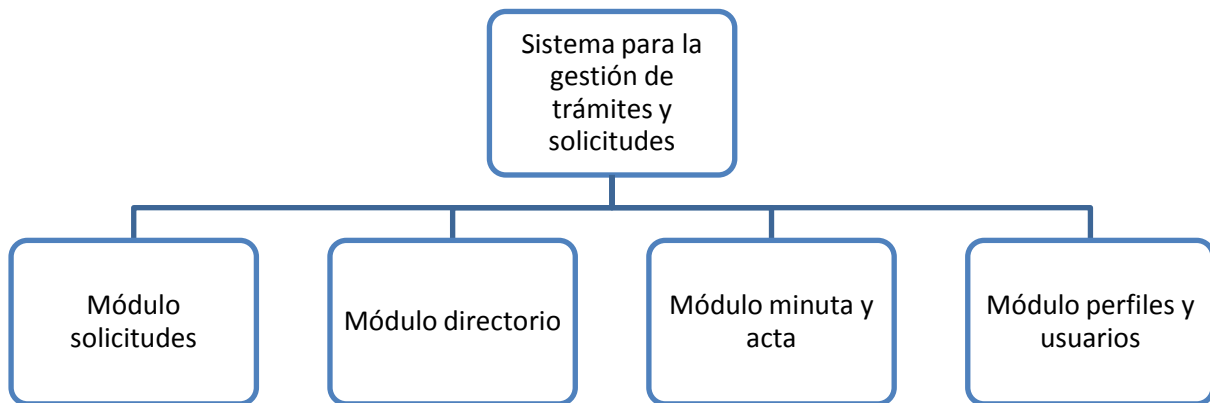 Sistema para la
gestión de
trámites y
solicitudes
Módulo
solicitudes
Módulo directorio
Módulo minuta y
acta
Módulo perfiles y
usuarios